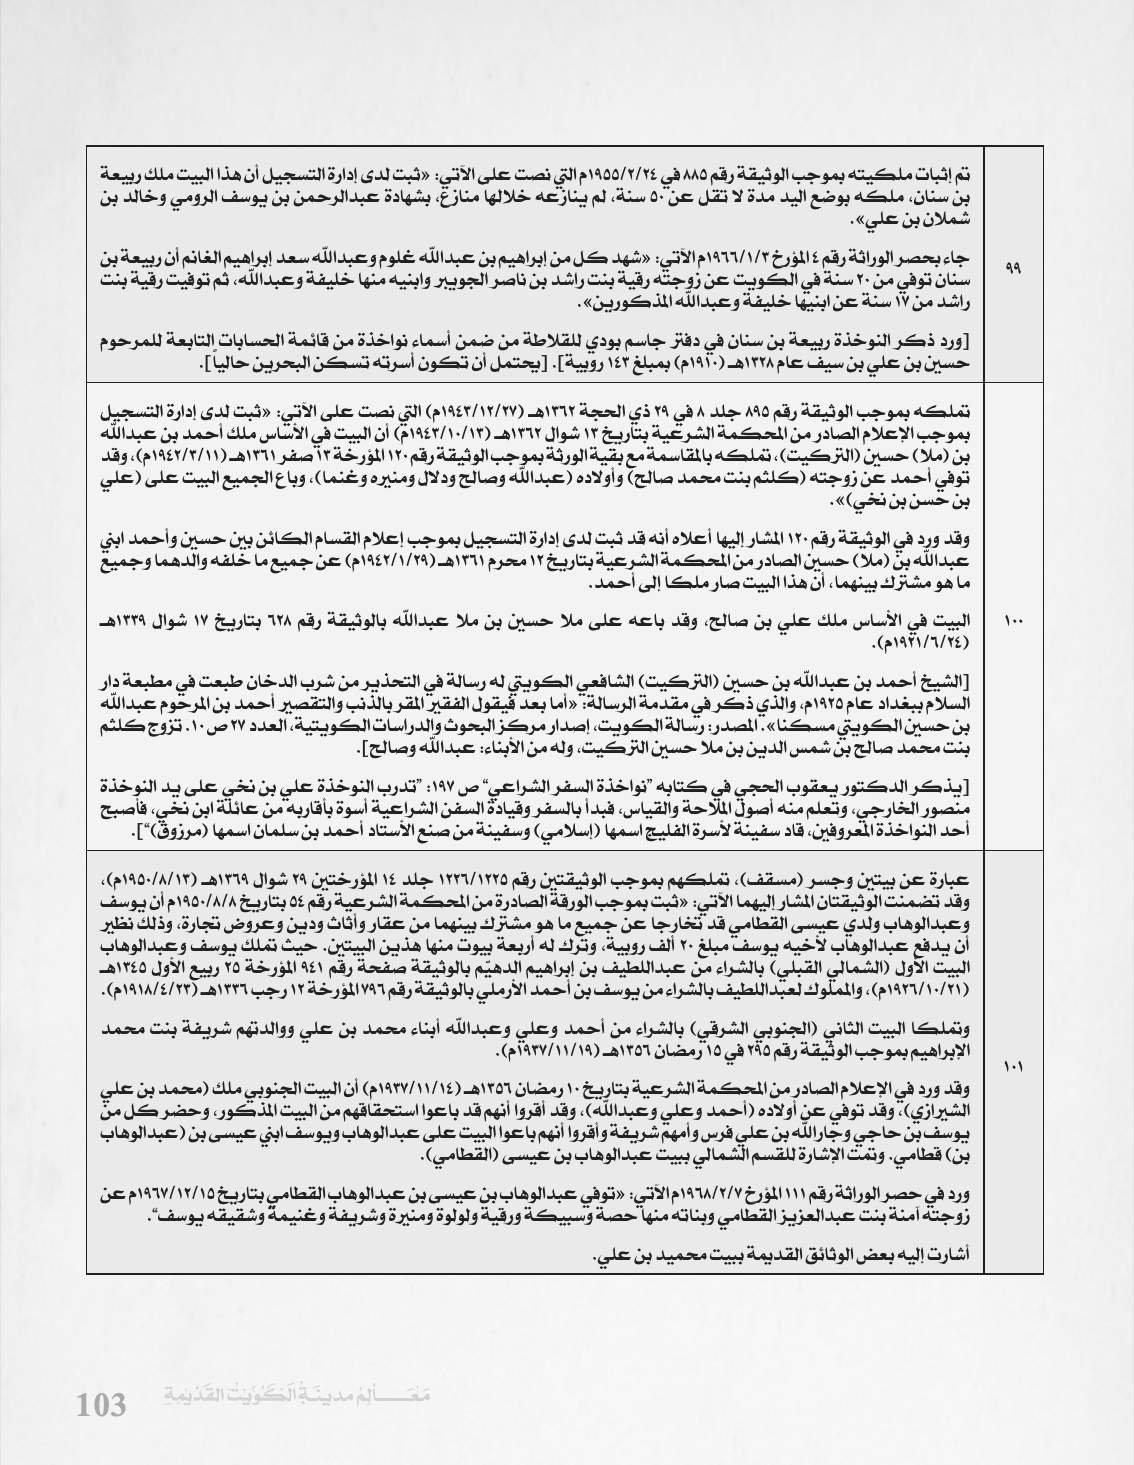 ٩٩
تم إثبات ملكيته بموجب الوثيقة رقم ٨٨٥ في ١٩٥٥/٢/٢٤م التي نصت على الآتي: «ثبت لدى إدارة التسجيل أن هذا البيت ملك ربيعة
بن سنان، ملكه بوضع اليد مدة لا تقل عن ٥٠ سنة، لم ينازعه خلالها منازع، بشهادة عبدالرحمن بن يوسف الرومي وخالد بن
شملان بن علي».
جاء بحصر الوراثة رقم ٤ المؤرخ ١٩٦٦/١/٣م الآتي: «شهد كل من إبراهيم بن عبدالله غلوم وعبدالله سعد إبراهيم الغانم أن ربيعة بن
سنان توفي من ٢٠ سنة في الكويت عن زوجته رقية بنت راشد بن ناصر الجويبر وابنيه منها خليفة وعبدالله، ثم توفيت رقية بنت
راشد من ١٧ سنة عن ابنيها خليفة وعبدالله المذكورين».
[ورد ذكر النوخذة ربيعة بن سنان في دفتر جاسم بودي للقلاطة من ضمن أسماء نواخذة من قائمة الحسابات التابعة للمرحوم
حسين بن علي بن سيف عام ١٣٢٨هـ (١٩١٠م) بمبلغ ١٤٣ روبية]. [يحتمل أن تكون أسرته تسكن البحرين حالياً].
١٠٠
تملكه بموجب الوثيقة رقم ٨٩٥ جلد ٨ في ٢٩ ذي الحجة ١٣٦٢هـ (١٩٤٣/١٢/٢٧م) التي نصت على الآتي: «ثبت لدى إدارة التسجيل
بموجب الإعلام الصادر من المحكمة الشرعية بتاريخ ١٣ شوال ١٣٦٢هـ (١٩٤٣/١٠/١٣م) أن البيت في الأساس ملك أحمد بن عبدالله
بن (ملا) حسين (التركيت)، تملكه بالمقاسمة مع بقية الورثة بموجب الوثيقة رقم ١٢٠ المؤرخة ١٣ صفر ١٣٦١هـ (١٩٤٢/٣/١١م)، وقد
توفي أحمد عن زوجته (كلثم بنت محمد صالح) وأولاده (عبدالله وصالح ودلال ومنيره وغنما)، وباع الجميع البيت على (علي
بن حسن بن نخي)».
وقد ورد في الوثيقة رقم ١٢٠ المشار إليها أعلاه أنه قد ثبت لدى إدارة التسجيل بموجب إعلام القسام الكائن بين حسين وأحمد ابني
عبدالله بن (ملا) حسين الصادر من المحكمة الشرعية بتاريخ ١٢ محرم ١٣٦١هـ (١٩٤٢/١/٢٩م) عن جميع ما خلفه والدهما وجميع
ما هو مشترك بينهما، أن هذا البيت صار ملكا إلى أحمد.
البيت في الأساس ملك علي بن صالح، وقد باعه على ملا حسين بن ملا عبدالله بالوثيقة رقم ٦٢٨ بتاريخ ١٧ شوال ١٣٣٩هـ
(١٩٢١/٦/٢٤م).
[الشيخ أحمد بن عبدالله بن حسين (التركيت) الشافعي الكويتي له رسالة في التحذير من شرب الدخان طبعت في مطبعة دار
السلام ببغداد عام ١٩٢٥م، والذي ذكر في مقدمة الرسالة: «أما بعد فيقول الفقير المقر بالذنب والتقصير أحمد بن المرحوم عبدالله
بن حسين الكويتي مسكنا». المصدر: رسالة الكويت، إصدار مركز البحوث والدراسات الكويتية، العدد ٢٧ ص ١٠. تزوج كلثم
بنت محمد صالح بن شمس الدين بن ملا حسين التركيت، وله من الأبناء: عبدالله وصالح].
[يذكر الدكتور يعقوب الحجي في كتابه "نواخذة السفر الشراعي" ص ١٩٧: "تدرب النوخذة علي بن نخي على يد النوخذة
منصور الخارجي، وتعلم منه أصول الملاحة والقياس، فبدأ بالسفر وقيادة السفن الشراعية أسوة بأقاربه من عائلة ابن نخي، فأصبح
أحد النواخذة المعروفين، قاد سفينة لأسرة الفليج اسمها (إسلامي) وسفينة من صنع الأستاد أحمد بن سلمان اسمها (مرزوق)"].
١٠١
عبارة عن بيتين وجسر (مسقف)، تملكهم بموجب الوثيقتين رقم ١٢٢٦/١٢٢٥ جلد ١٤ المؤرختين ٢٩ شوال ١٣٦٩هـ (١٩٥٠/٨/١٣م)،
وقد تضمنت الوثيقتان المشار إليهما الآتي: «ثبت بموجب الورقة الصادرة من المحكمة الشرعية رقم ٥٤ بتاريخ ١٩٥٠/٨/٨م أن يوسف
وعبدالوهاب ولدي عيسى القطامي قد تخارجا عن جميع ما هو مشترك بينهما من عقار وأثاث ودين وعروض تجارة، وذلك نظير
أن يدفع عبدالوهاب لأخيه يوسف مبلغ ٢٠ ألف روبية، وترك له أربعة بيوت منها هذين البيتين. حيث تملك يوسف وعبدالوهاب
البيت الأول (الشمالي القبلي) بالشراء من عبداللطيف بن إبراهيم الدهيّم بالوثيقة صفحة رقم ٩٤١ المؤرخة ٢٥ ربيع الأول ١٣٤٥هـ
(١٩٢٦/١٠/٢١م)، والمملوك لعبداللطيف بالشراء من يوسف بن أحمد الأرملي بالوثيقة رقم ٧٩٦ المؤرخة ١٢ رجب ١٣٣٦هـ (١٩١٨/٤/٢٣م).
وتملكا البيت الثاني (الجنوبي الشرقي) بالشراء من أحمد وعلي وعبدالله أبناء محمد بن علي ووالدتهم شريفة بنت محمد
الإبراهيم بموجب الوثيقة رقم ٢٩٥ في ١٥ رمضان ١٣٥٦هـ (١٩٣٧/١١/١٩م).
وقد ورد في الإعلام الصادر من المحكمة الشرعية بتاريخ ١٠ رمضان ١٣٥٦هـ (١٩٣٧/١١/١٤م) أن البيت الجنوبي ملك (محمد بن علي
الشيرازي)، وقد توفي عن أولاده (أحمد وعلي وعبدالله)، وقد أقروا أنهم قد باعوا استحقاقهم من البيت المذكور، وحضر كل من
يوسف بن حاجي وجارالله بن علي فرس وأمهم شريفة وأقروا أنهم باعوا البيت على عبدالوهاب ويوسف ابني عيسى بن (عبدالوهاب
بن) قطامي. وتمت الإشارة للقسم الشمالي ببيت عبدالوهاب بن عيسى (القطامي).
ورد في حصر الوراثة رقم ١١١ المؤرخ ١٩٦٨/٢/٧م الآتي: «توفي عبدالوهاب بن عيسى بن عبدالوهاب القطامي بتاريخ ١٩٦٧/١٢/١٥م عن
زوجته آمنة بنت عبدالعزيز القطامي وبناته منها حصة وسبيكة ورقية ولولوة ومنيرة وشريفة وغنيمة وشقيقه يوسف".
أشارت إليه بعض الوثائق القديمة ببيت محميد بن علي.
مَعَـــالِمُ مدينَةِ الكُوَيْت القَدْيمِةِ
103